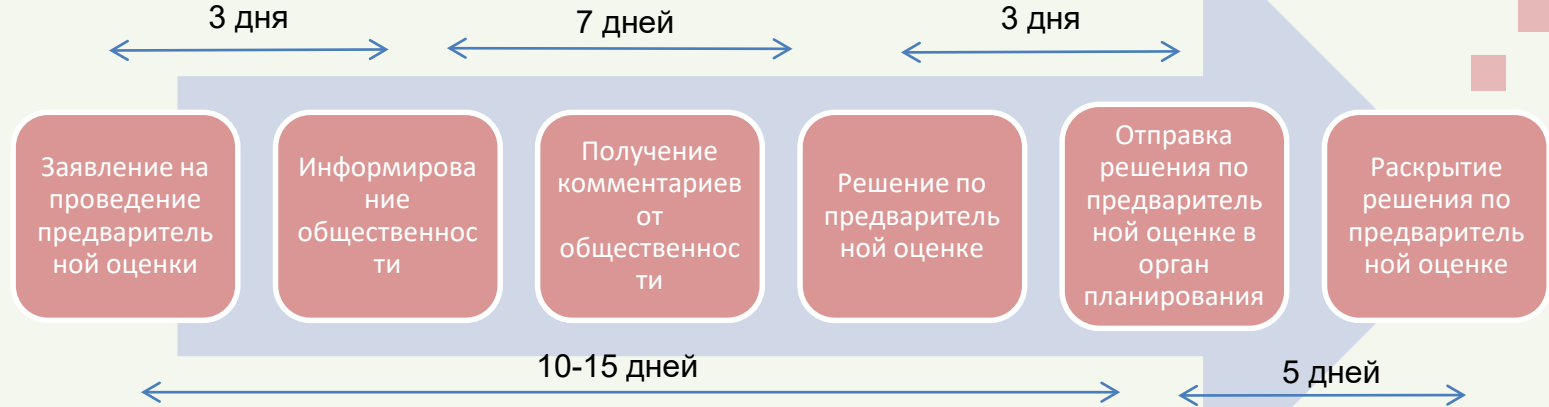 3 дня
7 дней
3 дня
Заявление на
проведение
предваритель
ной оценки
Информирова
ние
общественнос
ти
Получение
комментариев
от
общественнос
ти
Решение по
предваритель
ной оценке
Отправка
решения по
предваритель
ной оценке в
орган
планирования
Раскрытие
решения по
предваритель
ной оценке
10-15 дней
5 дней